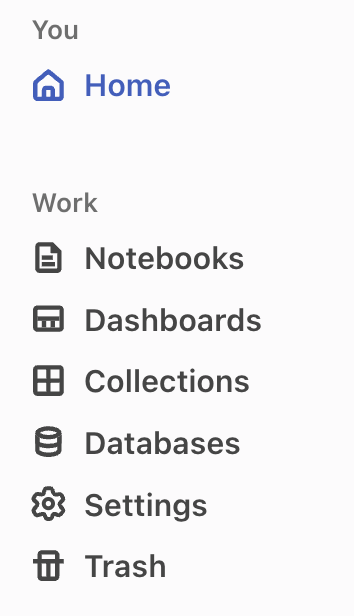 You
Home
Work
Notebooks
Dashboards
Collections
Databases
Settings
Trash